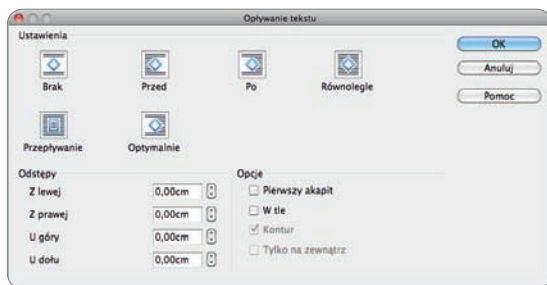 Opływanie tekstu
Ustawienia
Brak
Przed
Po
Równolegle
Przepływanie
Optymalnie
OK
Anuluj
Pomoc
Odstępy
Z lewej 0,00cm
Z prawej 0,00cm
U góry 0,00cm
U dołu 0,00cm
Opcje
Pierwszy akapit
W tle
Kontur
Tylko na zewnątrz